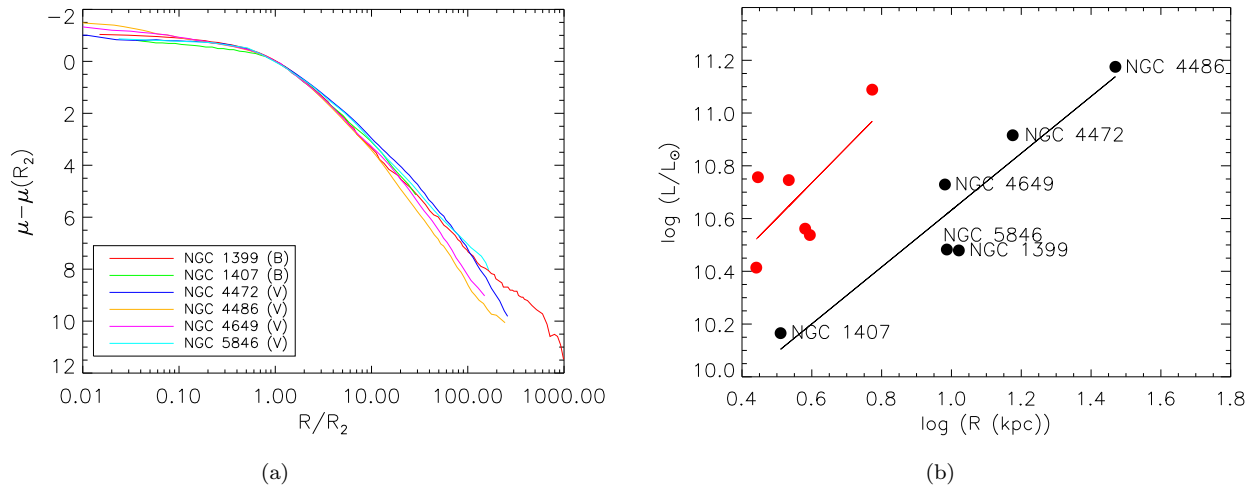 −2
0
2
4
6
8
10
12
μ−μ(R₂)
NGC 1399 (B)
NGC 1407 (B)
NGC 4472 (V)
NGC 4486 (V)
NGC 4649 (V)
NGC 5846 (V)
0.01 0.10 1.00 10.00 100.00 1000.00
R/R₂
(a)
11.2
11.0
10.8
10.6
10.4
10.2
10.0
log (L/L⊙)
NGC 4486
NGC 4472
NGC 4649
NGC 5846
NGC 1399
NGC 1407
0.4 0.6 0.8 1.0 1.2 1.4 1.6 1.8
log (R (kpc))
(b)